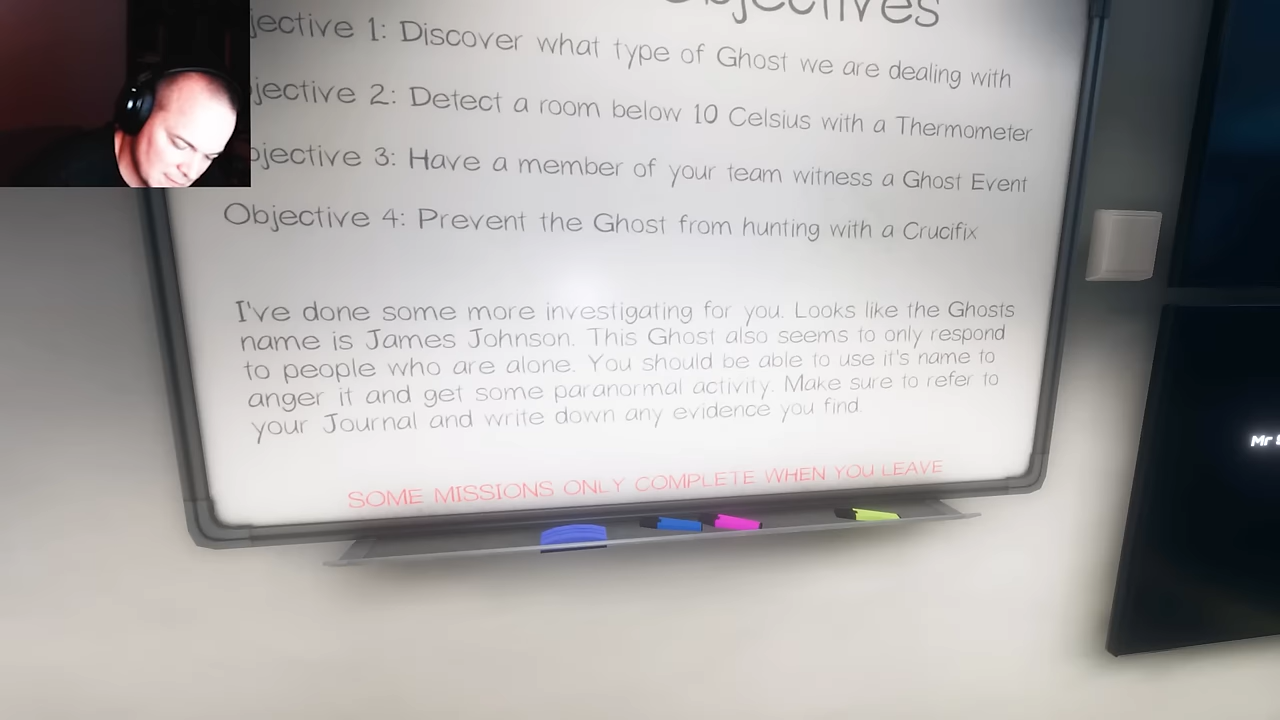 Objectives
jective 1: Discover what type of Ghost we are dealing with
jective 2: Detect a room below 10 Celsius with a Thermometer
bjective 3: Have a member of your team witness a Ghost Event
Objective 4: Prevent the Ghost from hunting with a Crucifix
I've done some more investigating for you. Looks like the Ghosts
name is James Johnson. This Ghost also seems to only respond
to people who are alone. You should be able to use it's name to
anger it and get some paranormal activity. Make sure to refer to
your Journal and write down any evidence you find.
SOME MISSIONS ONLY COMPLETE WHEN YOU LEAVE
Mr